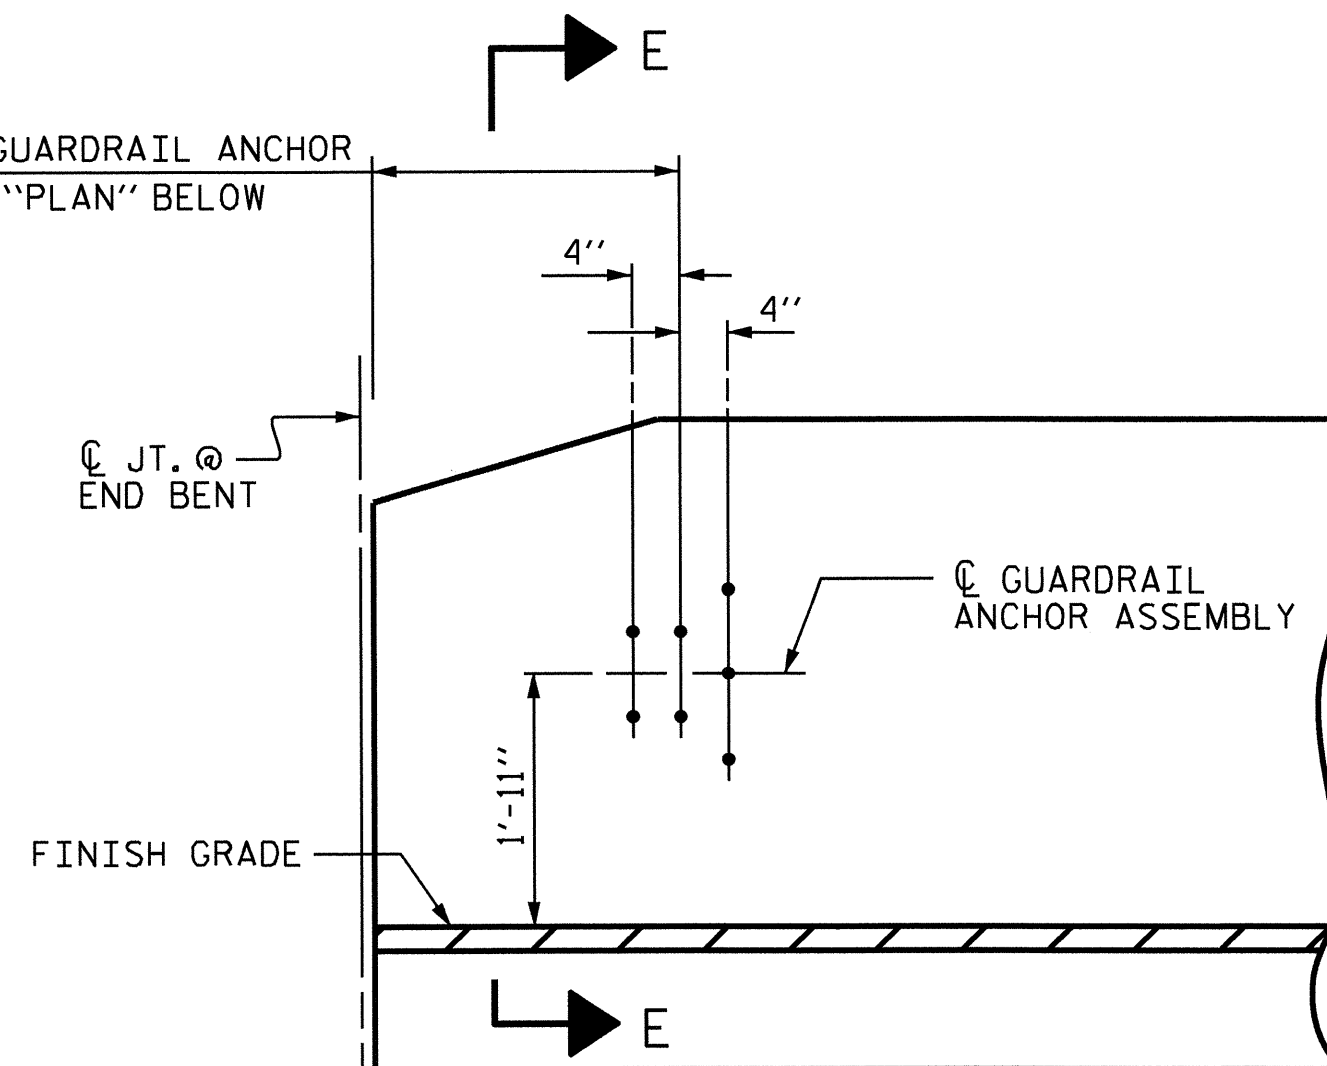 E
GUARDRAIL ANCHOR
"PLAN" BELOW
4"
4"
℄ JT. @
END BENT
℄ GUARDRAIL
ANCHOR ASSEMBLY
1'-11"
FINISH GRADE
E